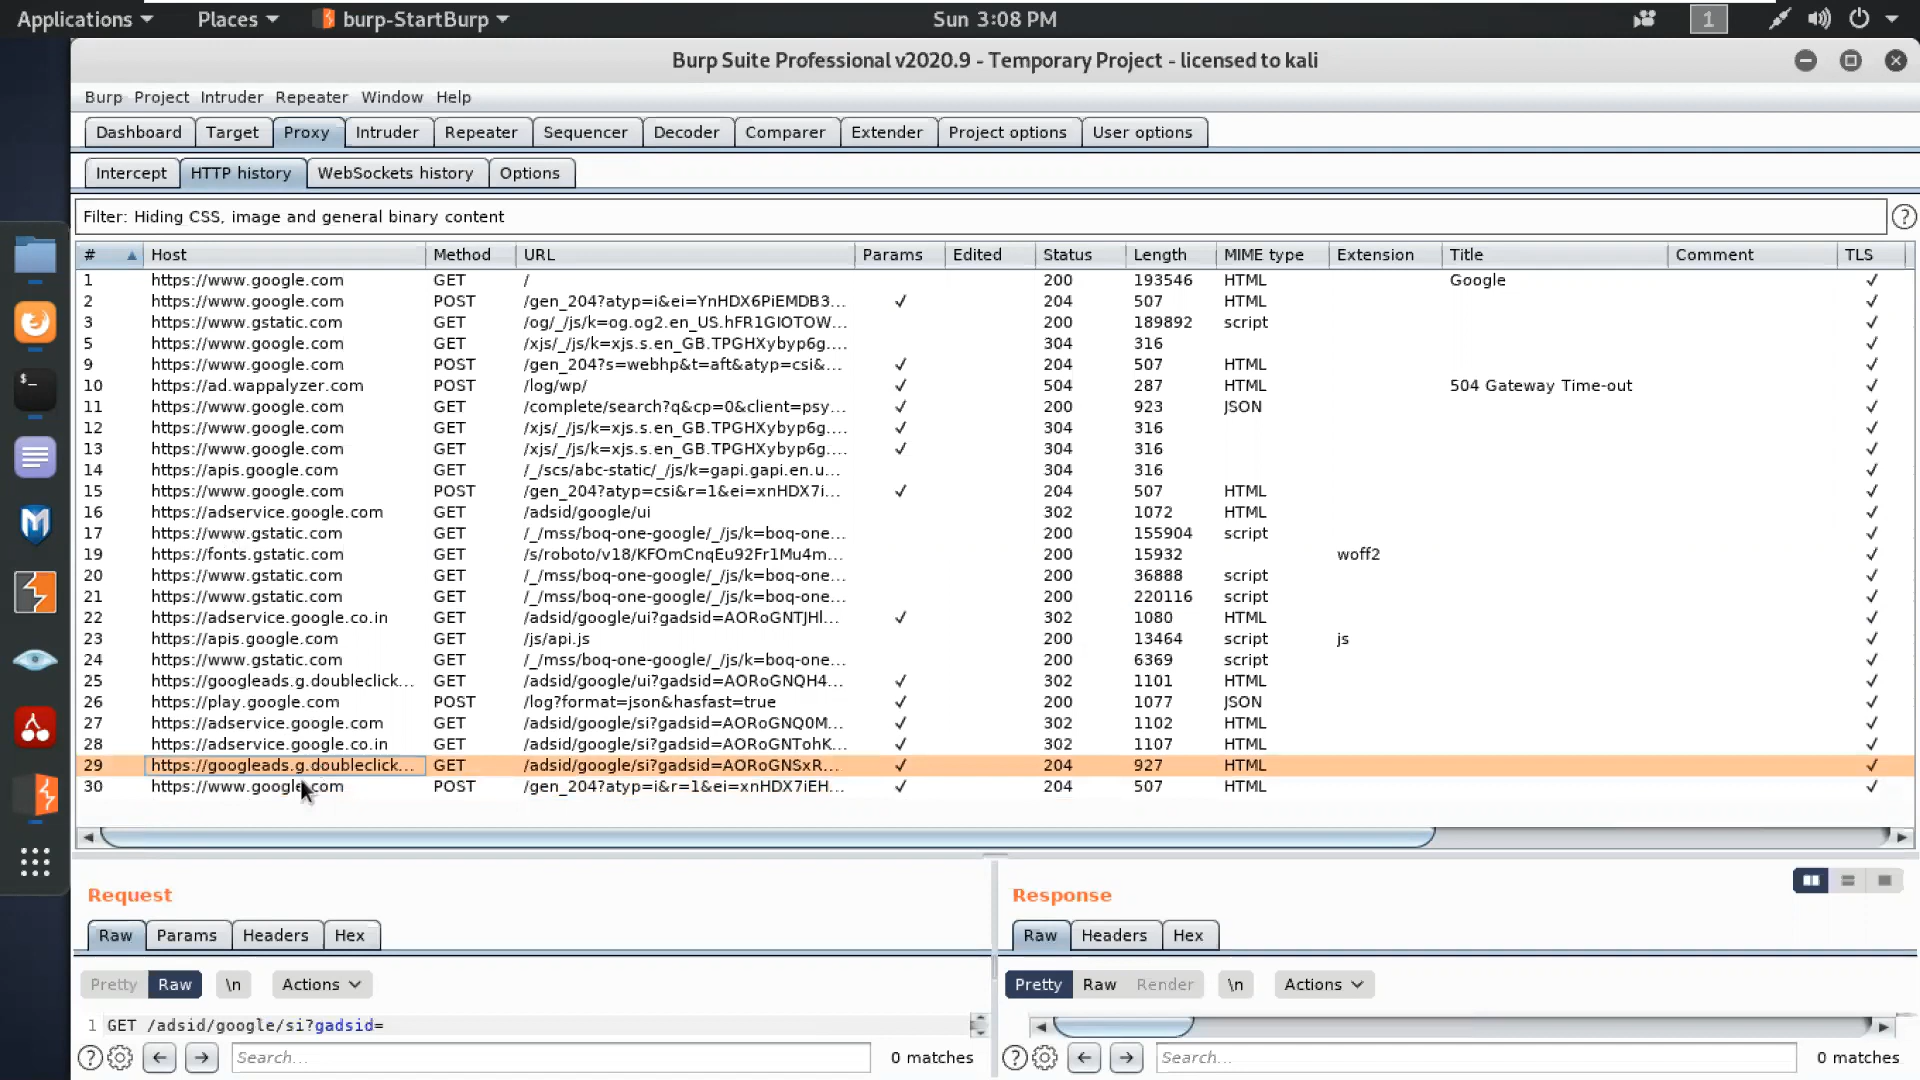 Applications Places burp-StartBurp Sun 3:08 PM 1
Burp Suite Professional v2020.9 - Temporary Project - licensed to kali
Burp Project Intruder Repeater Window Help
Dashboard Target Proxy Intruder Repeater Sequencer Decoder Comparer Extender Project options User options
Intercept HTTP history WebSockets history Options
Filter: Hiding CSS, image and general binary content ?
# Host Method URL Params Edited Status Length MIME type Extension Title Comment TLS
1 https://www.google.com GET / 200 193546 HTML Google ✓
2 https://www.google.com POST /gen_204?atyp=i&ei=YnHDX6PiEMDB3... ✓ 204 507 HTML ✓
3 https://www.gstatic.com GET /og/_/js/k=og.og2.en_US.hFR1GIOTOW... 200 189892 script ✓
5 https://www.google.com GET /xjs/_/js/k=xjs.s.en_GB.TPGHXybyp6g.... 304 316 ✓
9 https://www.google.com POST /gen_204?s=webhp&t=aft&atyp=csi&... ✓ 204 507 HTML ✓
10 https://ad.wappalyzer.com POST /log/wp/ ✓ 504 287 HTML 504 Gateway Time-out ✓
11 https://www.google.com GET /complete/search?q&cp=0&client=psy... ✓ 200 923 JSON ✓
12 https://www.google.com GET /xjs/_/js/k=xjs.s.en_GB.TPGHXybyp6g.... ✓ 304 316 ✓
13 https://www.google.com GET /xjs/_/js/k=xjs.s.en_GB.TPGHXybyp6g.... ✓ 304 316 ✓
14 https://apis.google.com GET /_/scs/abc-static/_/js/k=gapi.gapi.en.u... 304 316 ✓
15 https://www.google.com POST /gen_204?atyp=csi&r=1&ei=xnHDX7i... ✓ 204 507 HTML ✓
16 https://adservice.google.com GET /adsid/google/ui 302 1072 HTML ✓
17 https://www.gstatic.com GET /_/mss/boq-one-google/_/js/k=boq-one... 200 155904 script ✓
19 https://fonts.gstatic.com GET /s/roboto/v18/KFOmCnqEu92Fr1Mu4m... 200 15932 woff2 ✓
20 https://www.gstatic.com GET /_/mss/boq-one-google/_/js/k=boq-one... 200 36888 script ✓
21 https://www.gstatic.com GET /_/mss/boq-one-google/_/js/k=boq-one... 200 220116 script ✓
22 https://adservice.google.co.in GET /adsid/google/ui?gadsid=AORoGNTJHl... ✓ 302 1080 HTML ✓
23 https://apis.google.com GET /js/api.js 200 13464 script js ✓
24 https://www.gstatic.com GET /_/mss/boq-one-google/_/js/k=boq-one... 200 6369 script ✓
25 https://googleads.g.doubleclick... GET /adsid/google/ui?gadsid=AORoGNQH4... ✓ 302 1101 HTML ✓
26 https://play.google.com POST /log?format=json&hasfast=true ✓ 200 1077 JSON ✓
27 https://adservice.google.com GET /adsid/google/si?gadsid=AORoGNQ0M... ✓ 302 1102 HTML ✓
28 https://adservice.google.co.in GET /adsid/google/si?gadsid=AORoGNTohK... ✓ 302 1107 HTML ✓
29 https://googleads.g.doubleclick... GET /adsid/google/si?gadsid=AORoGNSxR... ✓ 204 927 HTML ✓
30 https://www.google.com POST /gen_204?atyp=i&r=1&ei=xnHDX7iEH... ✓ 204 507 HTML ✓
Request
Raw Params Headers Hex
Pretty Raw \n Actions
1 GET /adsid/google/si?gadsid=
? Search... 0 matches
Response
Raw Headers Hex
Pretty Raw Render \n Actions
? Search... 0 matches